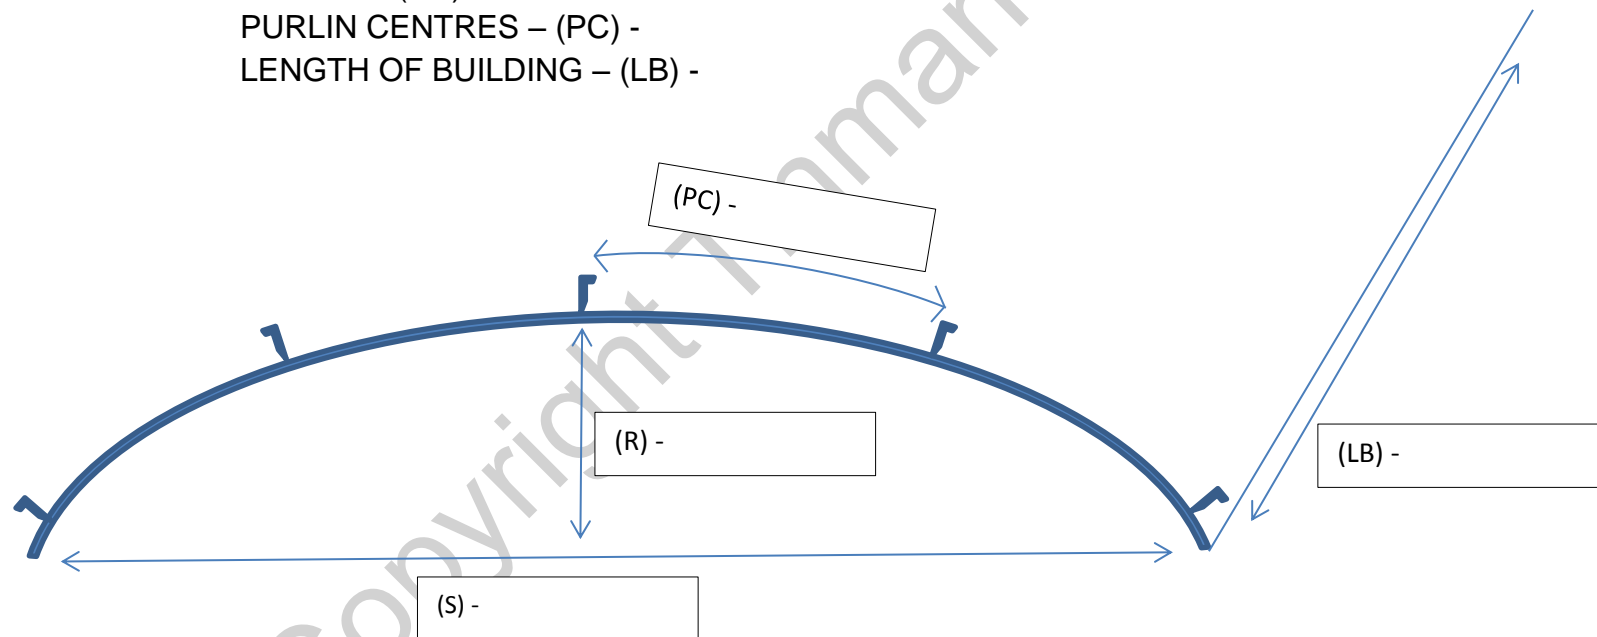 PURLIN CENTRES – (PC) -
LENGTH OF BUILDING – (LB) -
(PC) -
(R) -
(LB) -
(S) -
Copyright